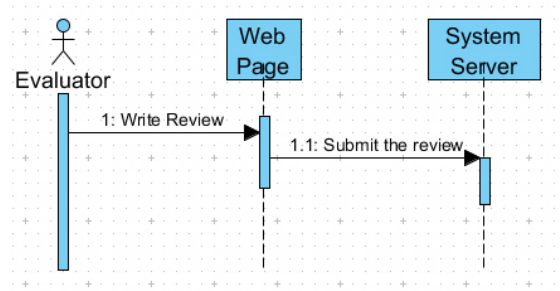 Evaluator
Web
Page
System
Server
1: Write Review
1.1: Submit the review